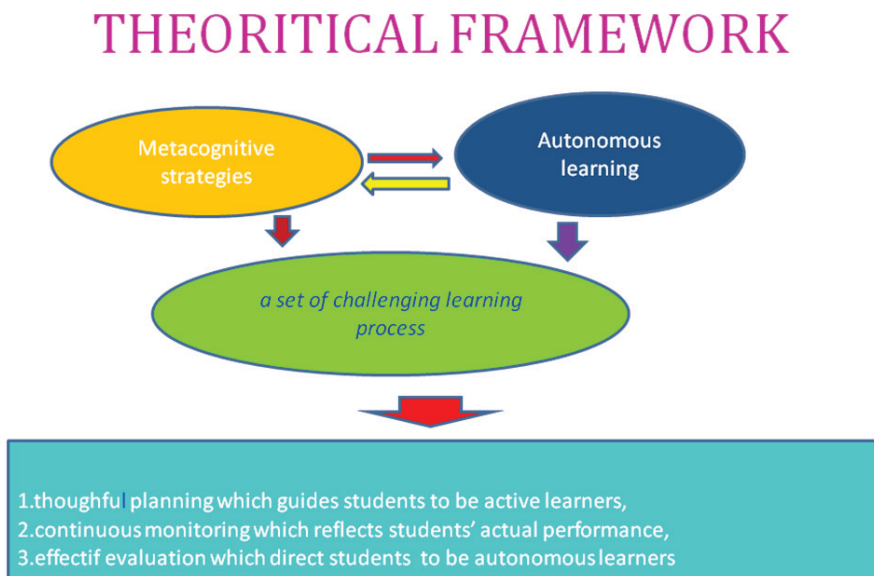 THEORITICAL FRAMEWORK
Metacognitive
strategies
Autonomous
learning
a set of challenging learning
process
1.thoughful planning which guides students to be active learners,
2.continuous monitoring which reflects students’ actual performance,
3.effectif evaluation which direct students to be autonomous learners